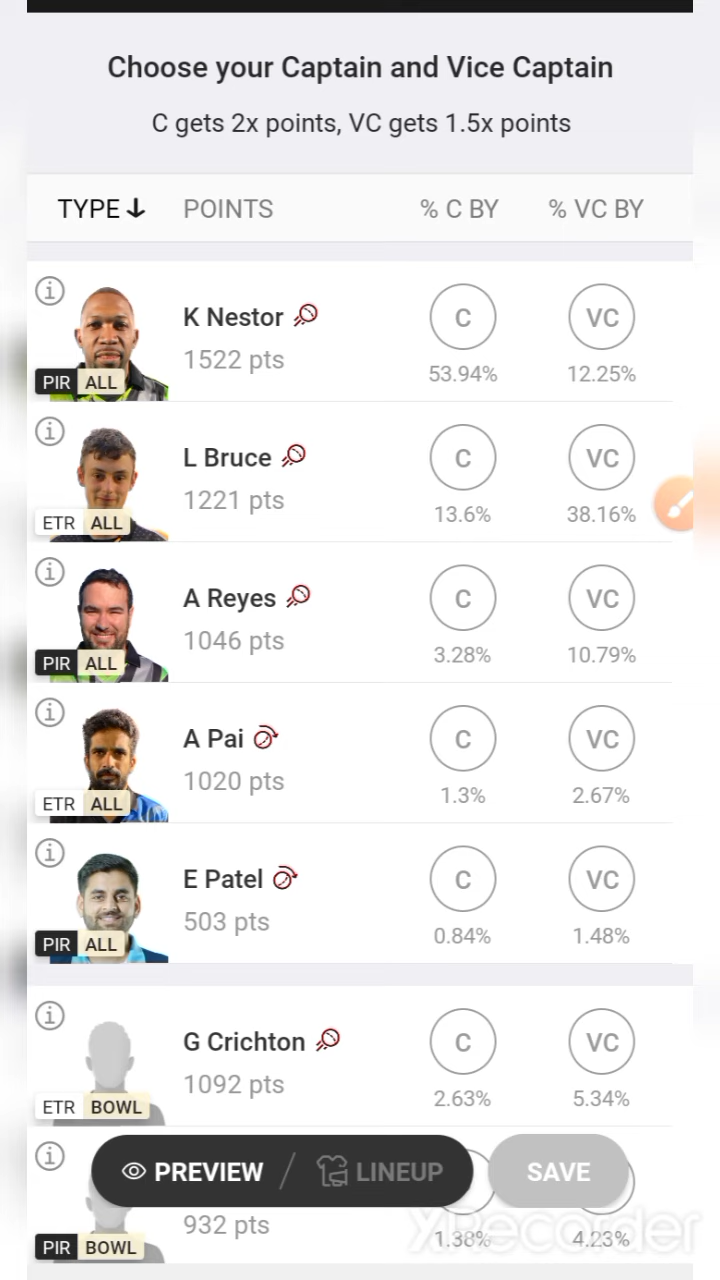 Choose your Captain and Vice Captain
C gets 2x points, VC gets 1.5x points
TYPE POINTS % C BY % VC BY
K Nestor
1522 pts
C VC
53.94% 12.25%
PIR ALL
L Bruce
1221 pts
C VC
13.6% 38.16%
ETR ALL
A Reyes
1046 pts
C VC
3.28% 10.79%
PIR ALL
A Pai
1020 pts
C VC
1.3% 2.67%
ETR ALL
E Patel
503 pts
C VC
0.84% 1.48%
PIR ALL
G Crichton
1092 pts
C VC
2.63% 5.34%
ETR BOWL
PREVIEW / LINEUP SAVE
932 pts
1.38% 4.23%
PIR BOWL
XRecorder